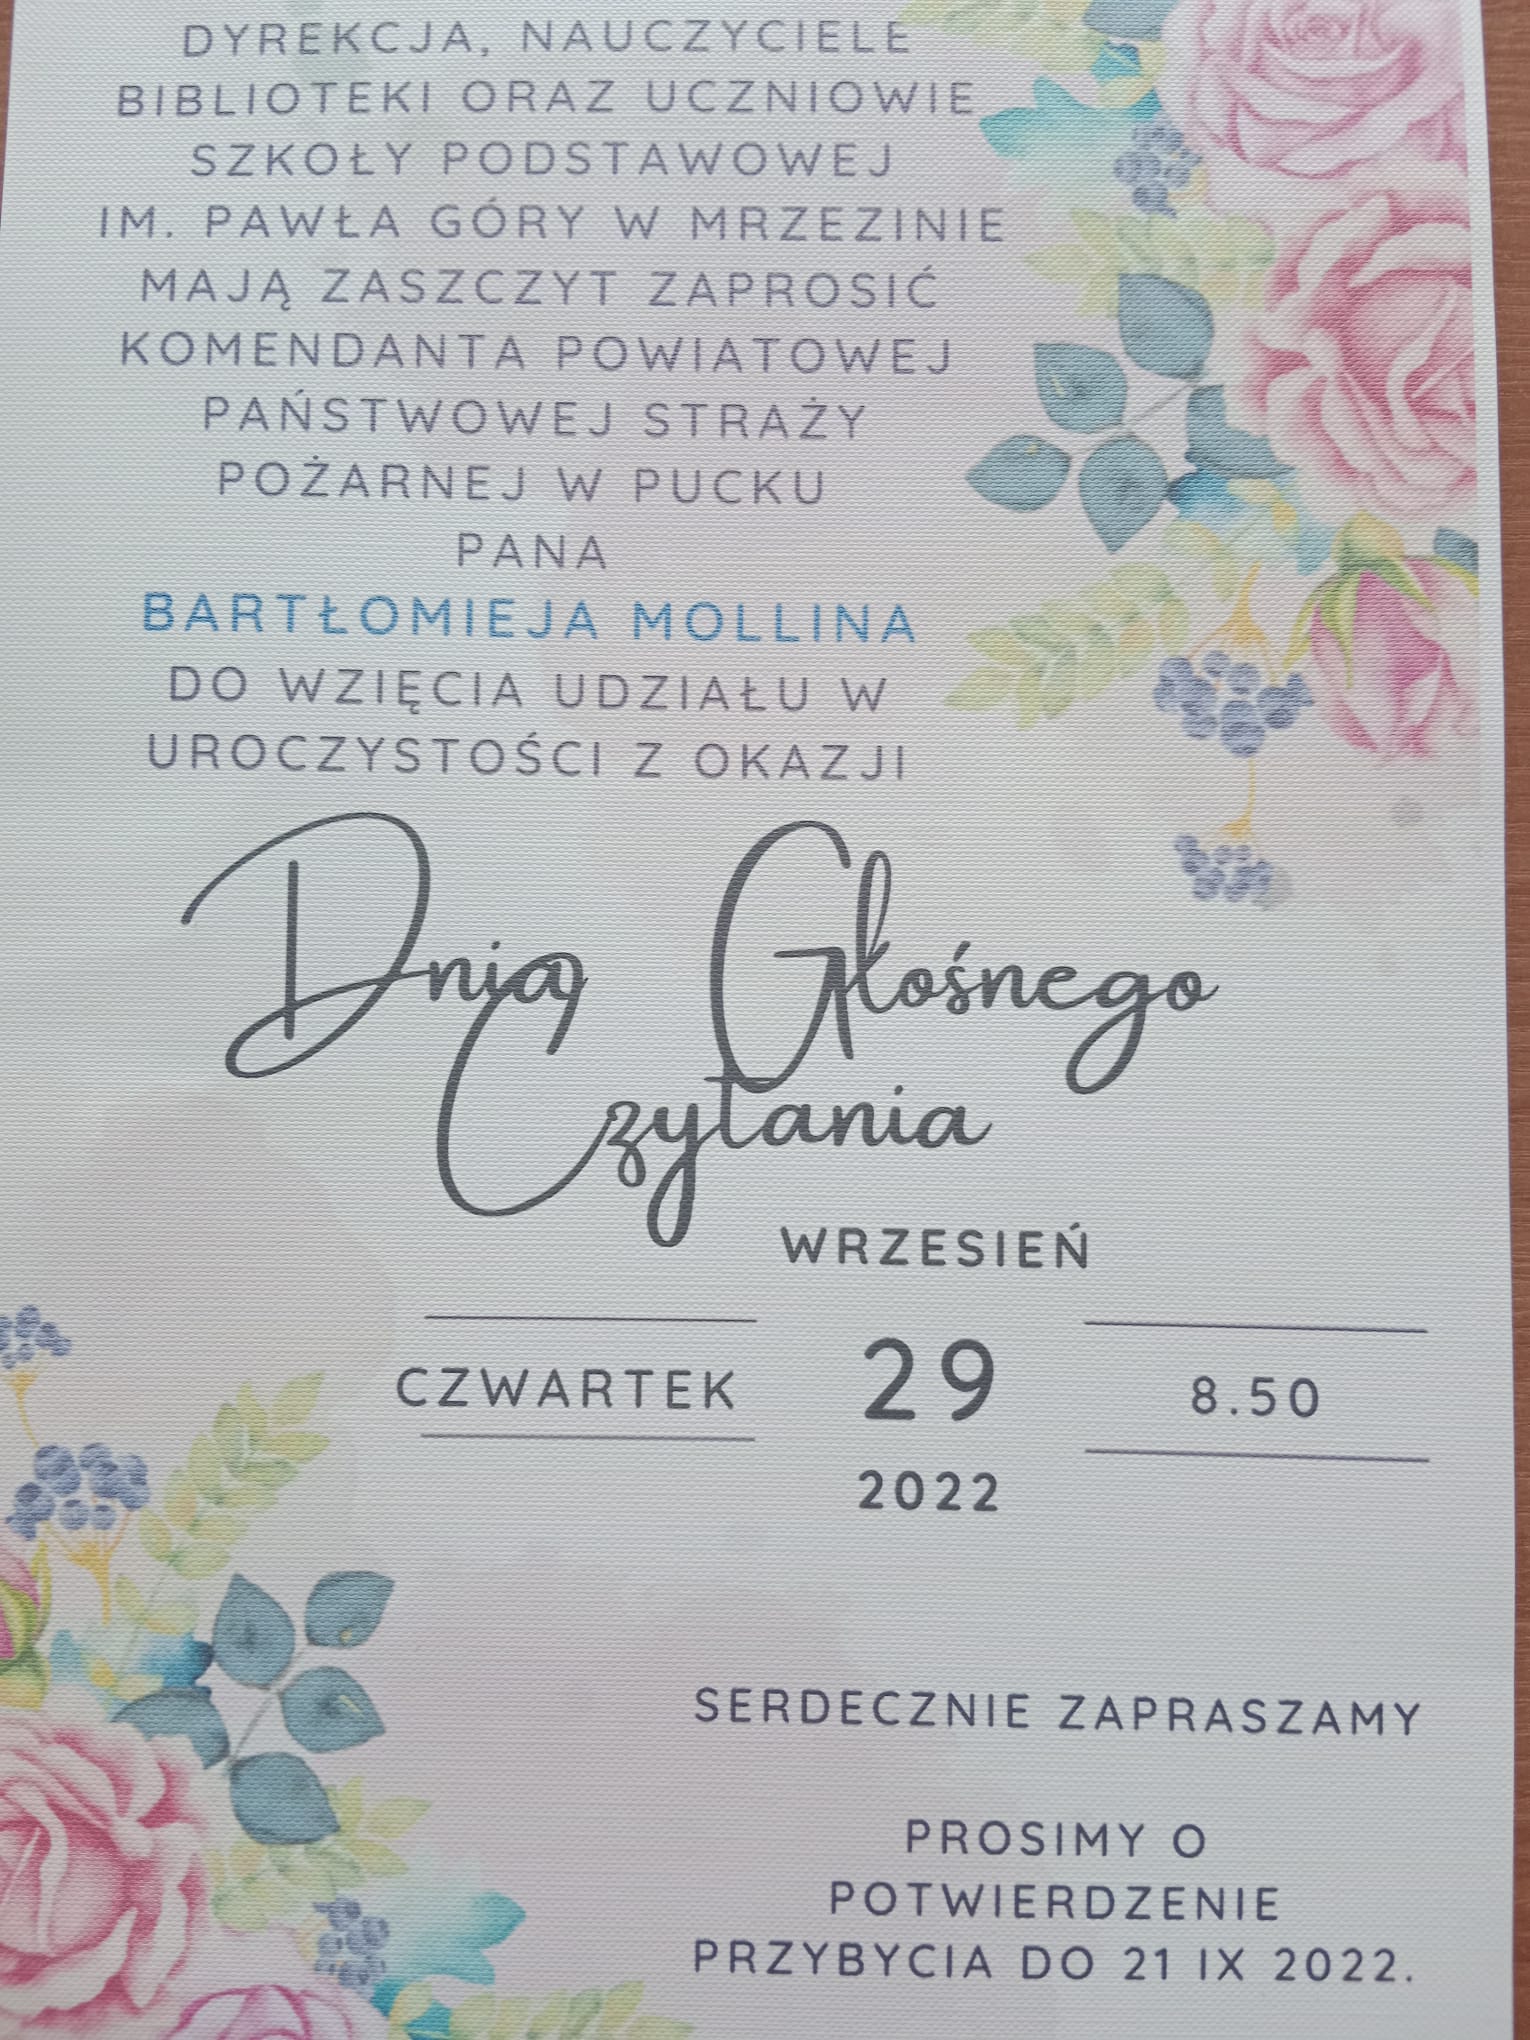 DYREKCJA, NAUCZYCIELE
BIBLIOTEKI ORAZ UCZNIOWIE
SZKOŁY PODSTAWOWEJ
IM. PAWŁA GÓRY W MRZEZINIE
MAJĄ ZASZCZYT ZAPROSIĆ
KOMENDANTA POWIATOWEJ
PAŃSTWOWEJ STRAŻY
POŻARNEJ W PUCKU
PANA
BARTŁOMIEJA MOLLINA
DO WZIĘCIA UDZIAŁU W
UROCZYSTOŚCI Z OKAZJI
Dnia Głośnego
Czytania
WRZESIEŃ
CZWARTEK 29 8.50
2022
SERDECZNIE ZAPRASZAMY
PROSIMY O
POTWIERDZENIE
PRZYBYCIA DO 21 IX 2022.